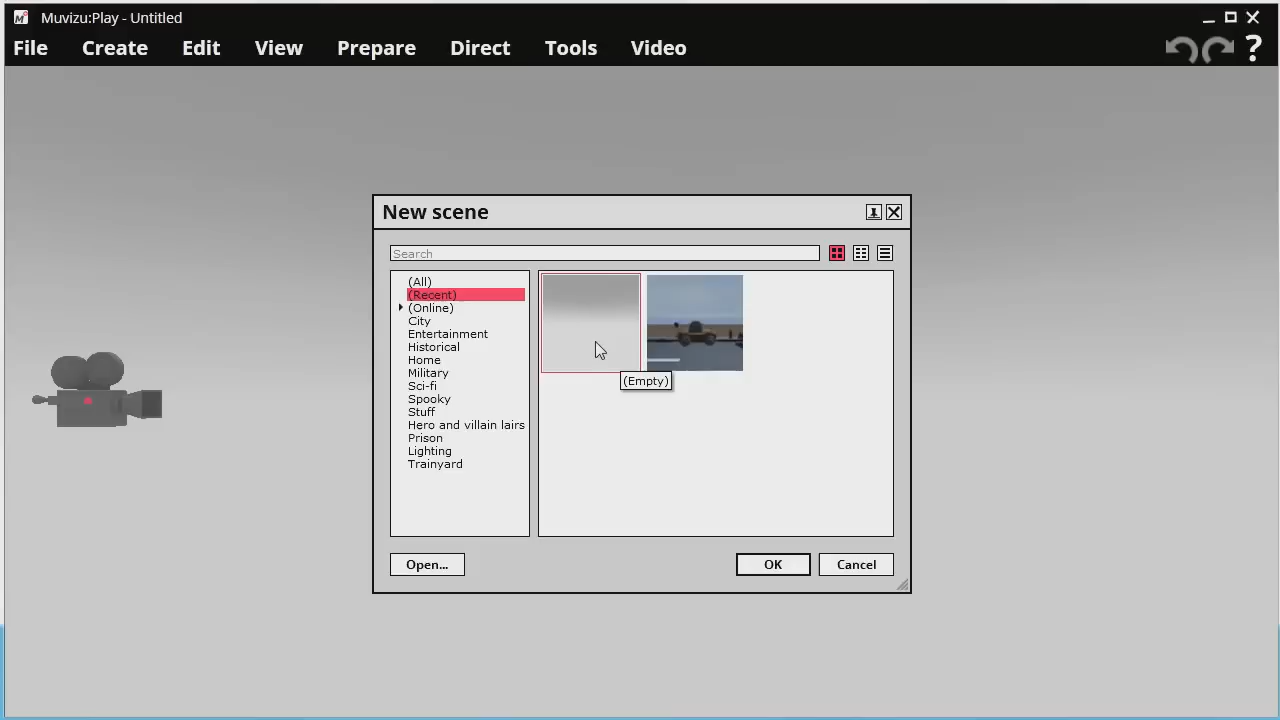 Muvizu:Play - Untitled
File Create Edit View Prepare Direct Tools Video ?
New scene
Search
(All)
(Recent)
(Online)
City
Entertainment
Historical
Home
Military
Sci-fi
Spooky
Stuff
Hero and villain lairs
Prison
Lighting
Trainyard
(Empty)
Open... OK Cancel